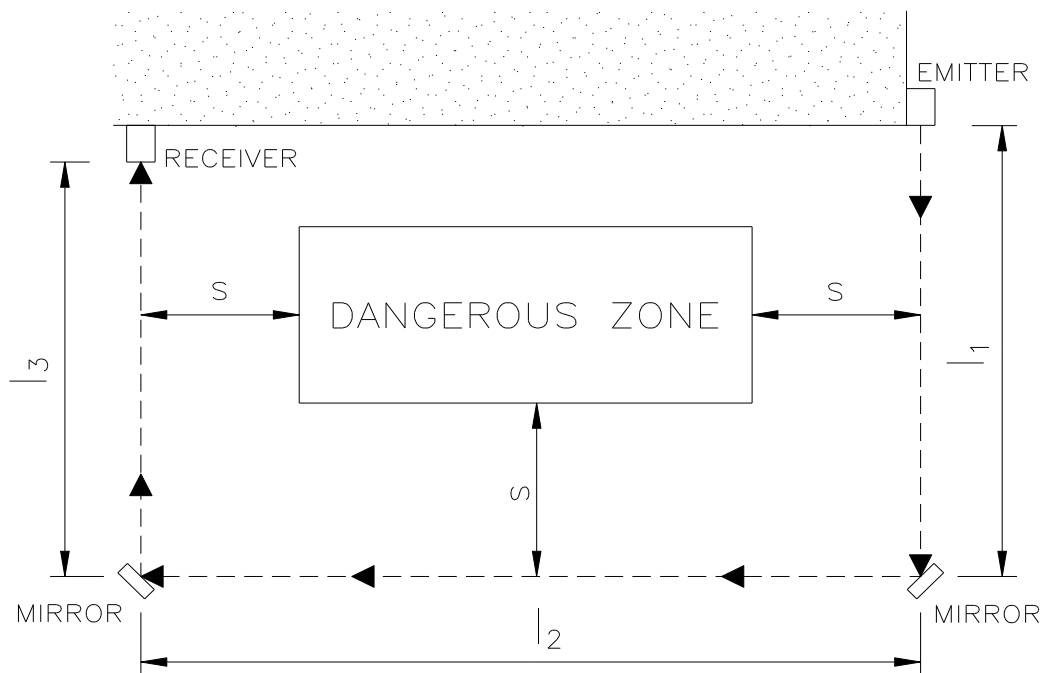 EMITTER
RECEIVER
S
S
DANGEROUS ZONE
l3
l1
S
MIRROR
MIRROR
l2